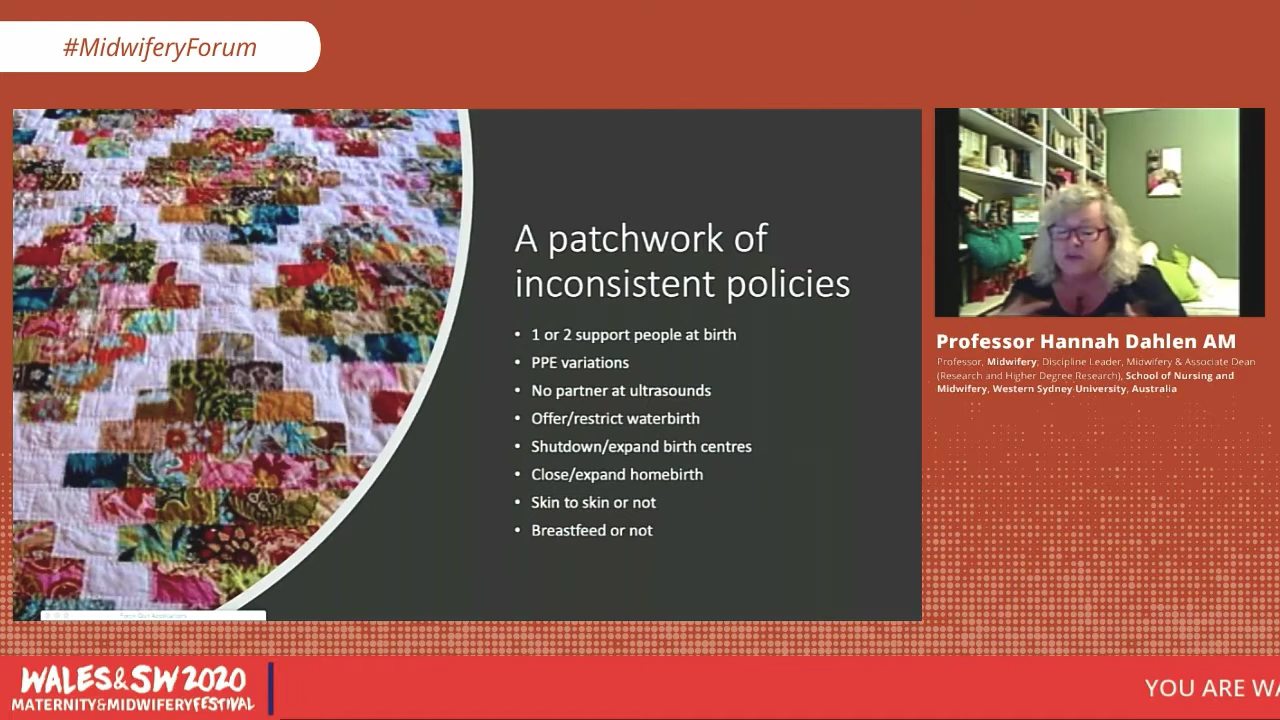 #MidwiferyForum
A patchwork of
inconsistent policies
• 1 or 2 support people at birth
• PPE variations
• No partner at ultrasounds
• Offer/restrict waterbirth
• Shutdown/expand birth centres
• Close/expand homebirth
• Skin to skin or not
• Breastfeed or not
Professor Hannah Dahlen AM
Professor, Midwifery; Discipline Leader, Midwifery & Associate Dean
(Research and Higher Degree Research), School of Nursing and
Midwifery, Western Sydney University, Australia
WALES&SW2020
MATERNITY&MIDWIFERYFESTIVAL
YOU ARE WA